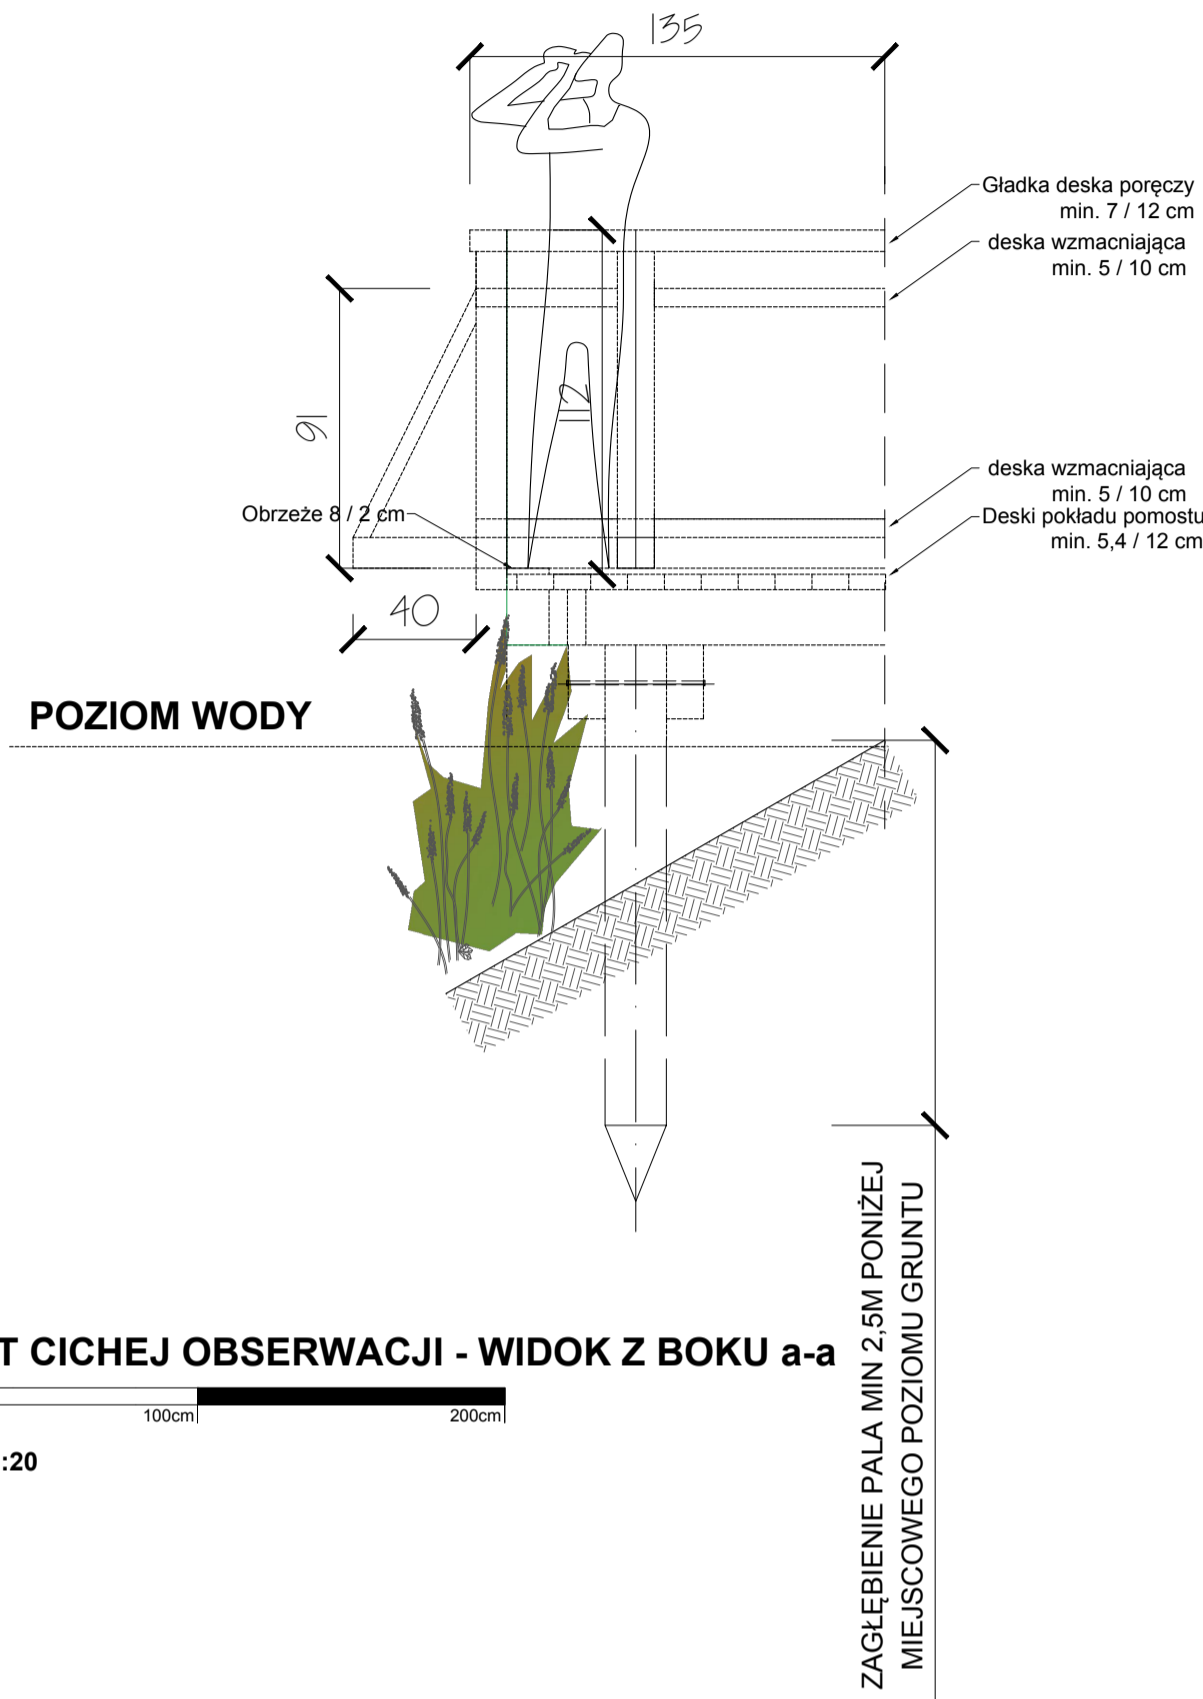 135
Gładka deska poręczy
min. 7 / 12 cm
deska wzmacniająca
min. 5 / 10 cm
91
2
deska wzmacniająca
min. 5 / 10 cm
Obrzeże 8 / 2 cm
Deski pokładu pomostu
min. 5,4 / 12 cm
40
POZIOM WODY
ZAGŁĘBIENIE PALA MIN 2,5M PONIŻEJ
MIEJSCOWEGO POZIOMU GRUNTU
T CICHEJ OBSERWACJI - WIDOK Z BOKU a-a
100cm
200cm
:20